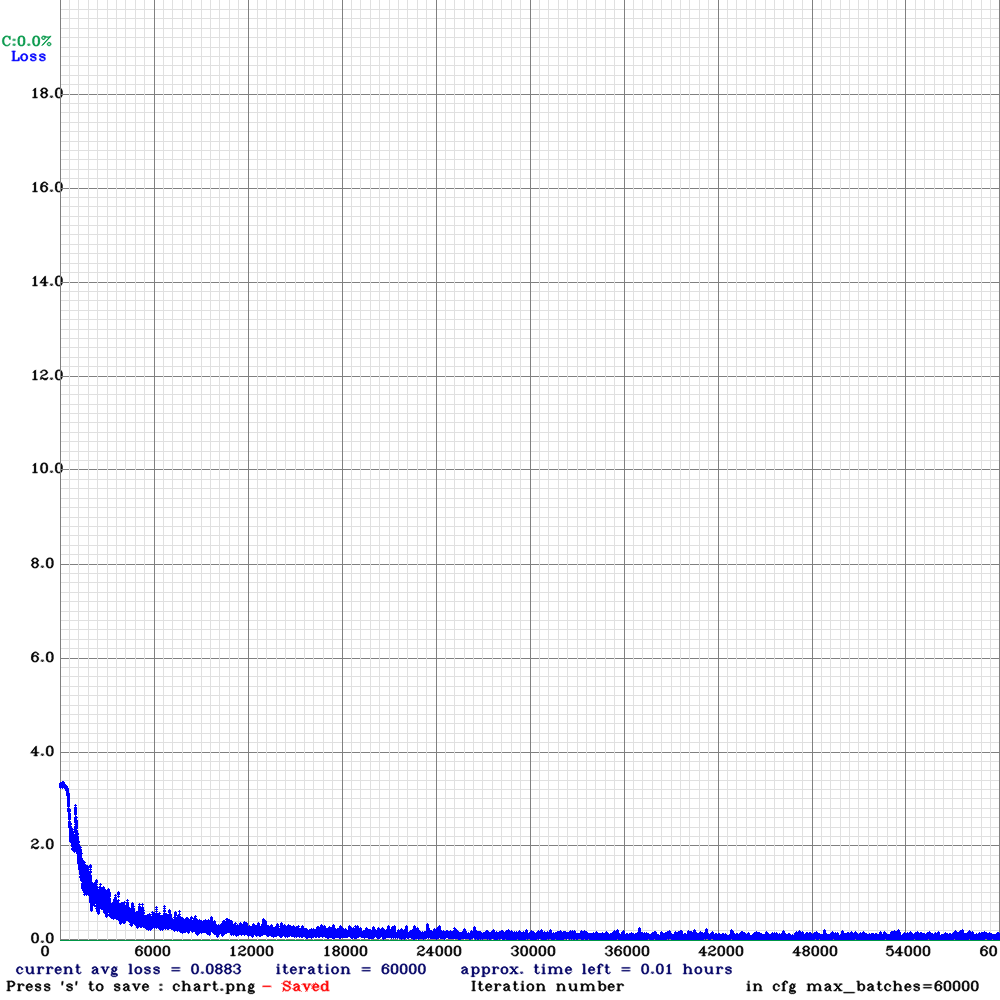 C:0.0%
Loss
18.0
16.0
14.0
12.0
10.0
8.0
6.0
4.0
2.0
0.0
0 6000 12000 18000 24000 30000 36000 42000 48000 54000 60
current avg loss = 0.0883 iteration = 60000 approx. time left = 0.01 hours
Press 's' to save : chart.png - Saved Iteration number in cfg max_batches=60000